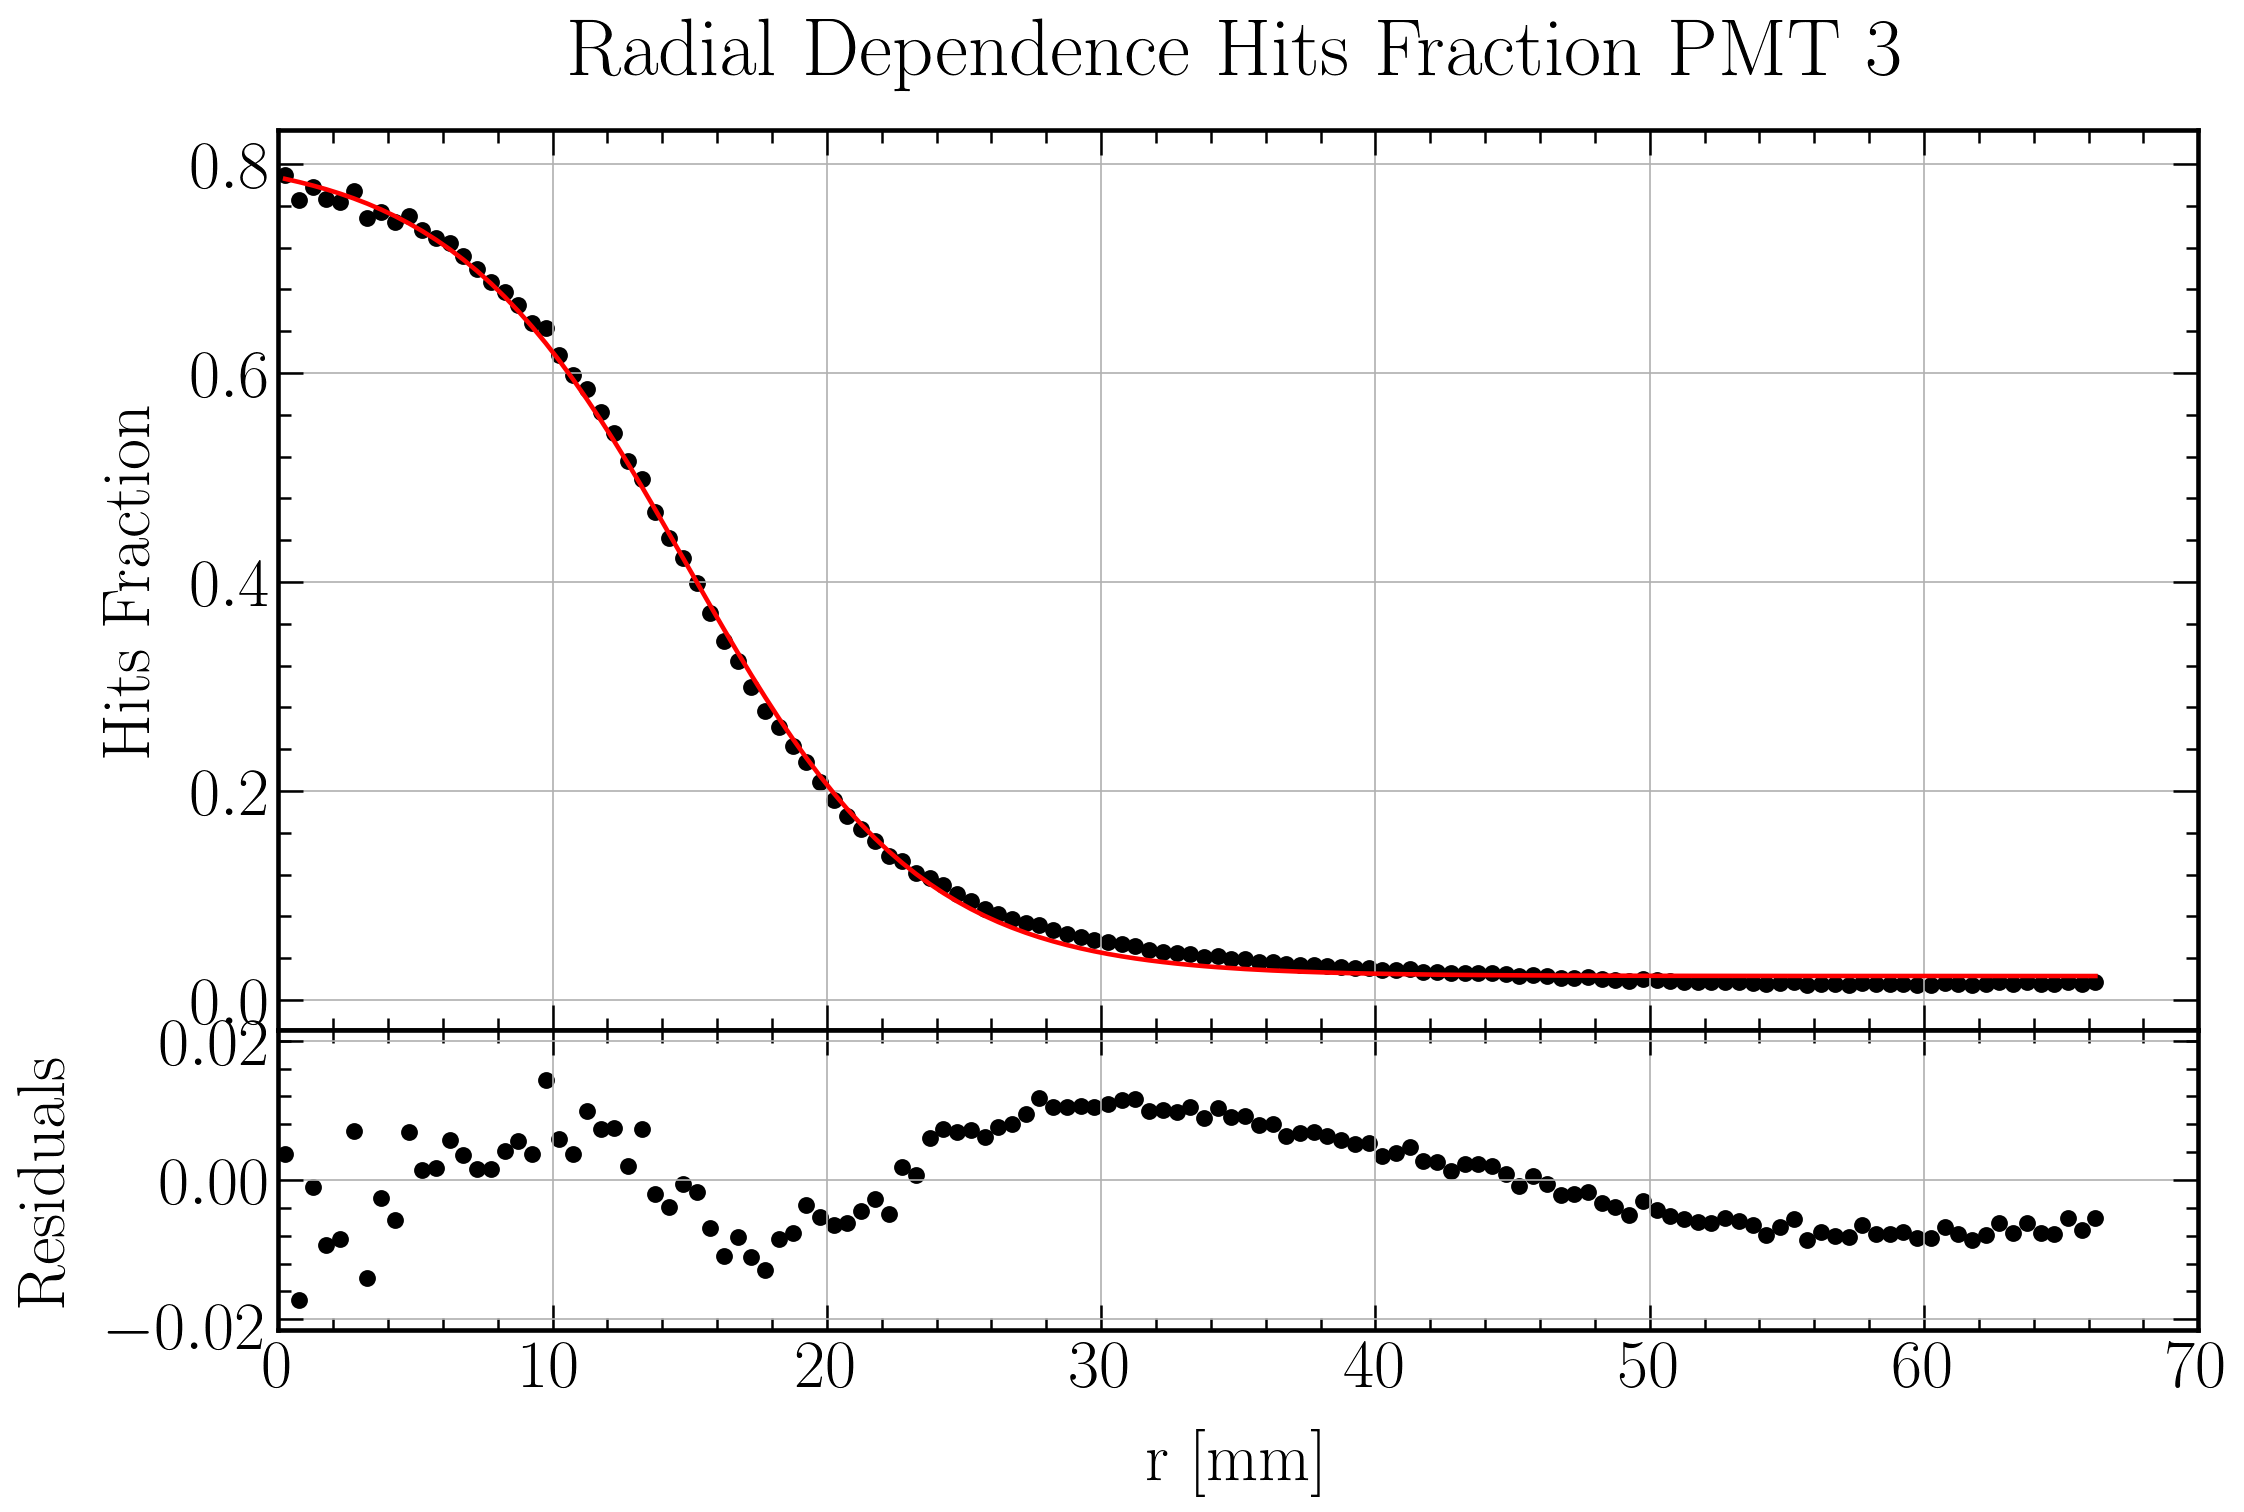 Radial Dependence Hits Fraction PMT 3
Hits Fraction
0.8
0.6
0.4
0.2
0.0
Residuals
0.02
0.00
−0.02
0 10 20 30 40 50 60 70
r [mm]